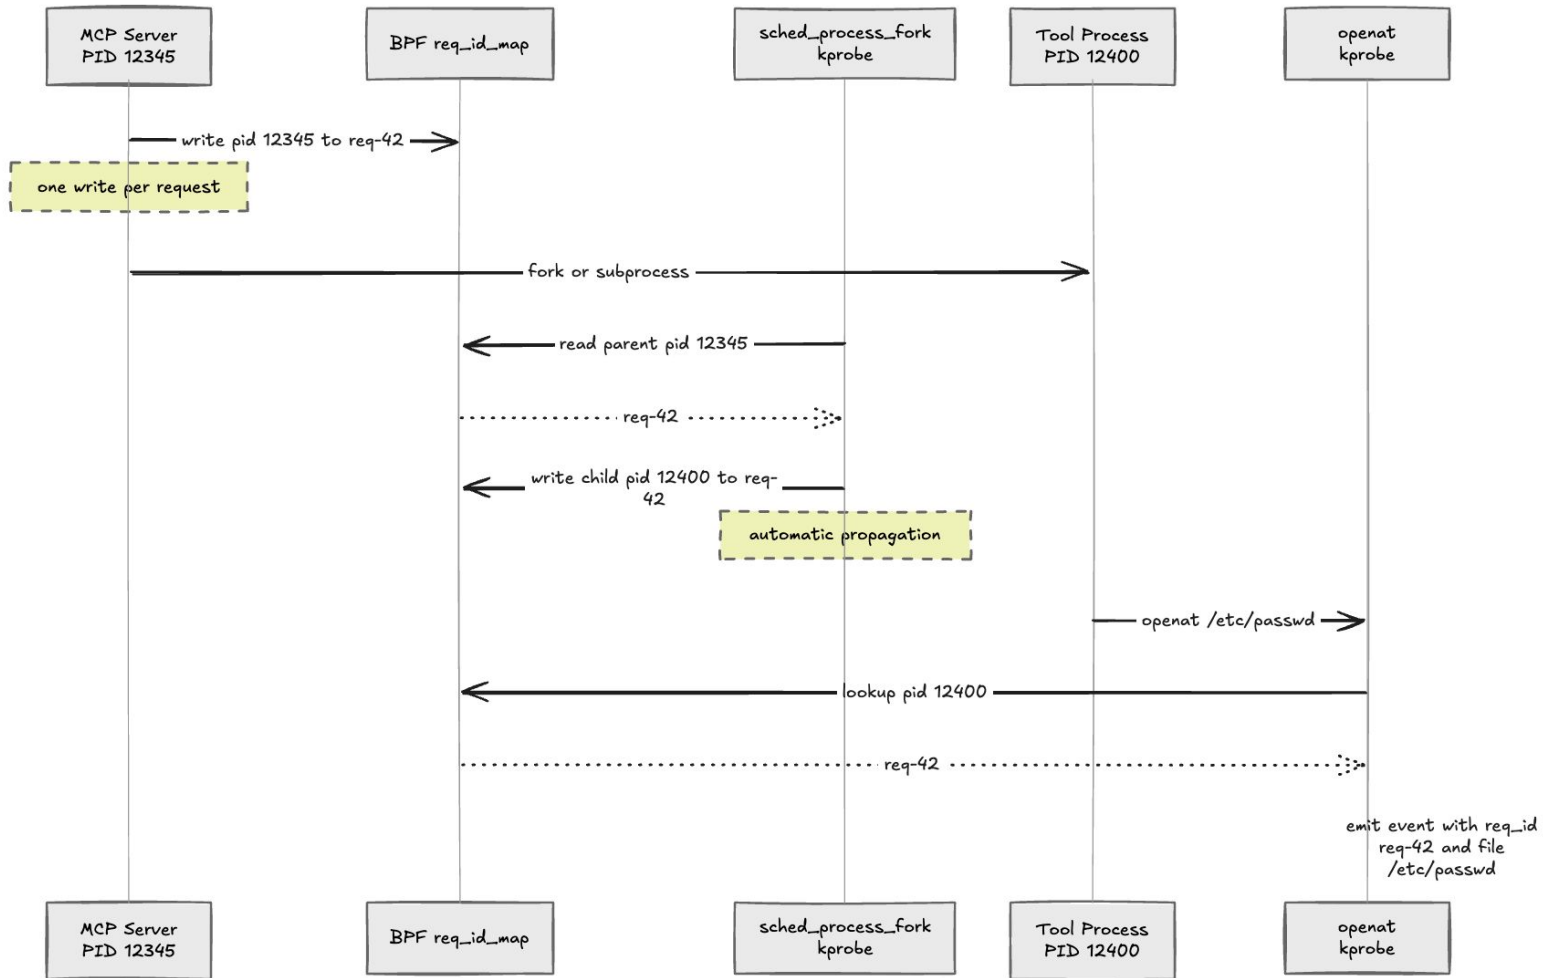 MCP Server
PID 12345
BPF req_id_map
sched_process_fork
kprobe
Tool Process
PID 12400
openat
kprobe
write pid 12345 to req-42
one write per request
fork or subprocess
read parent pid 12345
req-42
write child pid 12400 to req-
42
automatic propagation
openat /etc/passwd
lookup pid 12400
req-42
emit event with req_id
req-42 and file
/etc/passwd
MCP Server
PID 12345
BPF req_id_map
sched_process_fork
kprobe
Tool Process
PID 12400
openat
kprobe